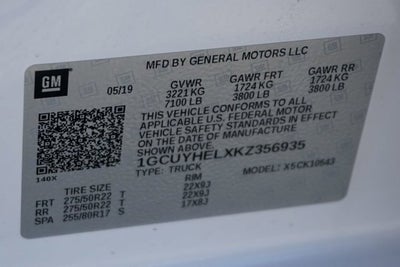 GM
MFD BY GENERAL MOTORS LLC
05/19
GVWR GAWR FRT GAWR RR
3221 KG 1724 KG 1724 KG
7100 LB 3800 LB 3800 LB
THIS VEHICLE CONFORMS TO ALL
APPLICABLE U.S. FEDERAL MOTOR
VEHICLE SAFETY STANDARDS IN EFFECT
ON THE DATE OF MANUFACTURE
SHOWN ABOVE.
1GCUYHELXKZ356935
TYPE: TRUCK MODEL: X5CK10543
140X
TIRE SIZE RIM
FRT 275/50R22 T 22X9J
RR 275/50R22 T 22X9J
SPA 255/80R17 S 17X8J